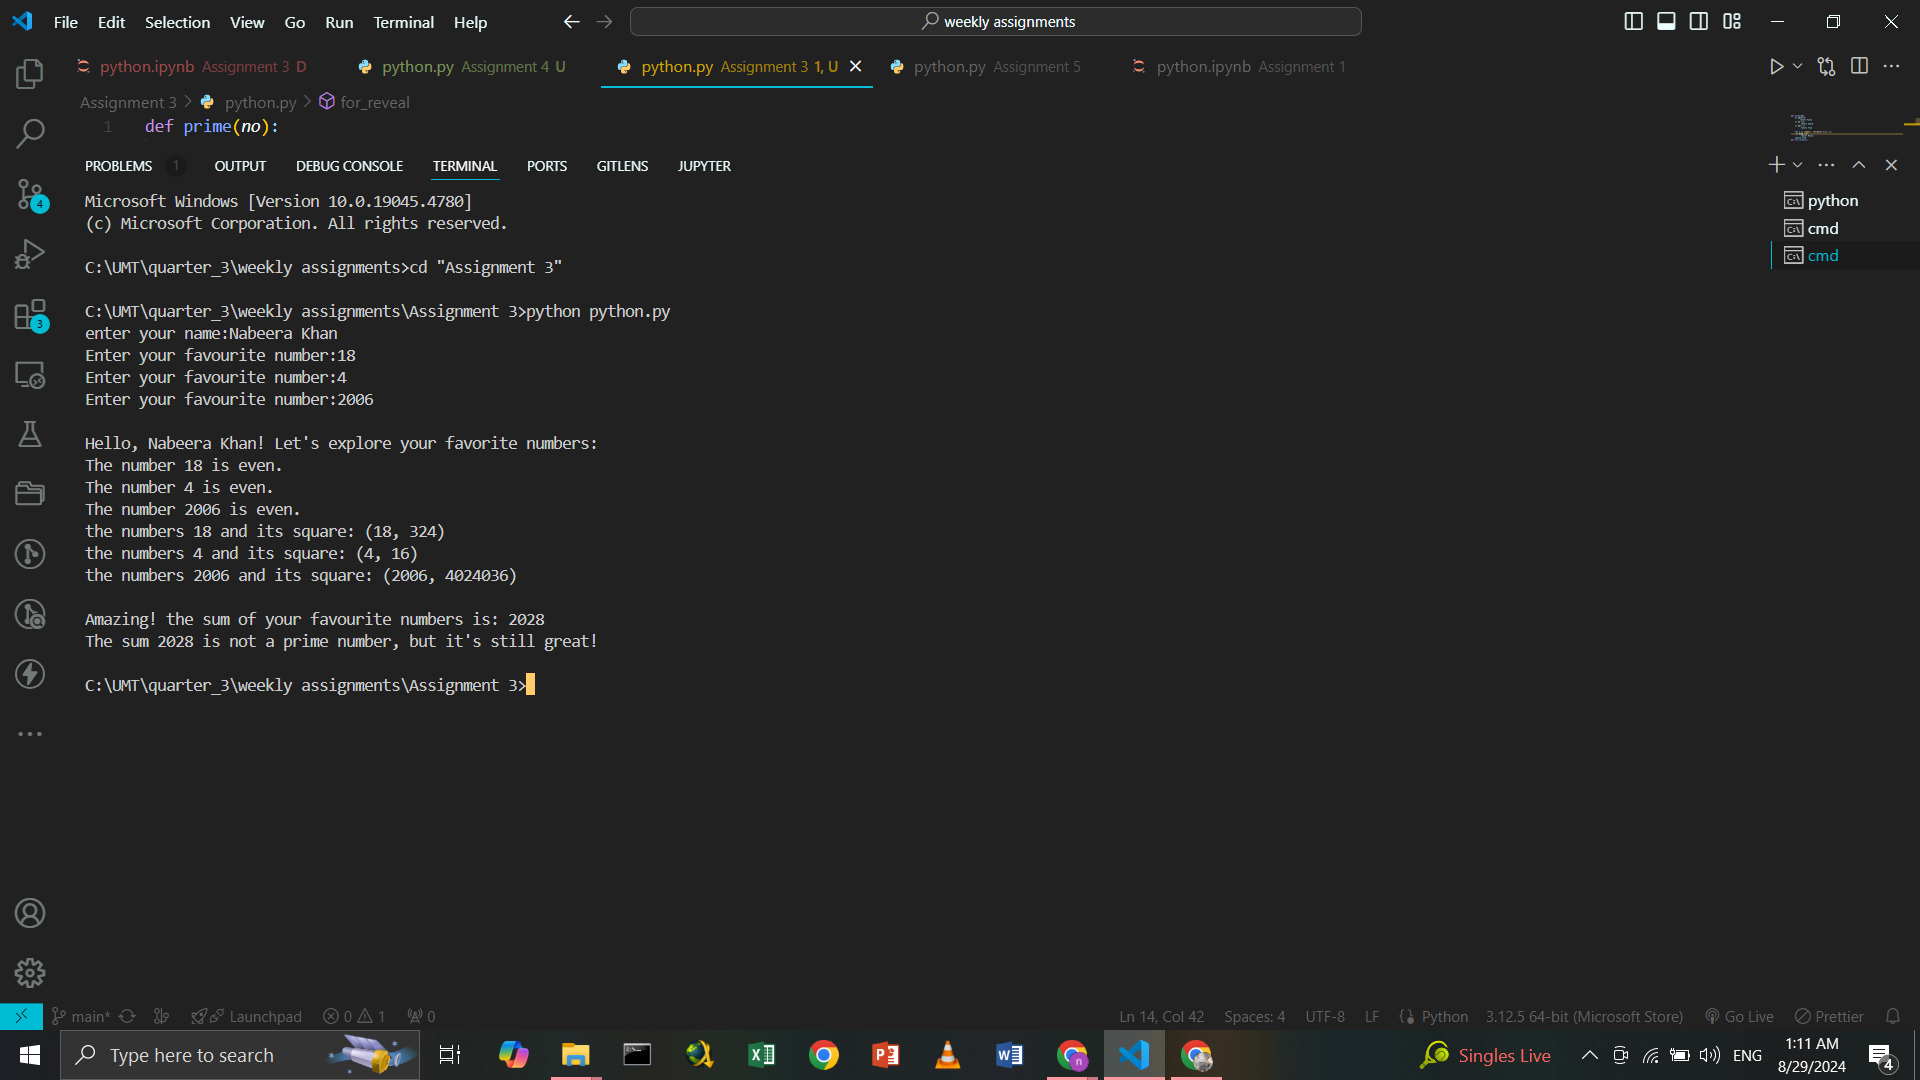 File Edit Selection View Go Run Terminal Help
weekly assignments
python.ipynb Assignment 3 D
python.py Assignment 4 U
python.py Assignment 3 1, U
python.py Assignment 5
python.ipynb Assignment 1
Assignment 3 > python.py > for_reveal
1 def prime(no):
PROBLEMS 1 OUTPUT DEBUG CONSOLE TERMINAL PORTS GITLENS JUPYTER
Microsoft Windows [Version 10.0.19045.4780]
(c) Microsoft Corporation. All rights reserved.
C:\UMT\quarter_3\weekly assignments>cd "Assignment 3"
C:\UMT\quarter_3\weekly assignments\Assignment 3>python python.py
enter your name:Nabeera Khan
Enter your favourite number:18
Enter your favourite number:4
Enter your favourite number:2006
Hello, Nabeera Khan! Let's explore your favorite numbers:
The number 18 is even.
The number 4 is even.
The number 2006 is even.
the numbers 18 and its square: (18, 324)
the numbers 4 and its square: (4, 16)
the numbers 2006 and its square: (2006, 4024036)
Amazing! the sum of your favourite numbers is: 2028
The sum 2028 is not a prime number, but it's still great!
C:\UMT\quarter_3\weekly assignments\Assignment 3>
python
cmd
cmd
4
3
main* Launchpad 0 1 0
Ln 14, Col 42 Spaces: 4 UTF-8 LF Python 3.12.5 64-bit (Microsoft Store) Go Live Prettier
Type here to search
Singles Live
ENG
1:11 AM
8/29/2024
4